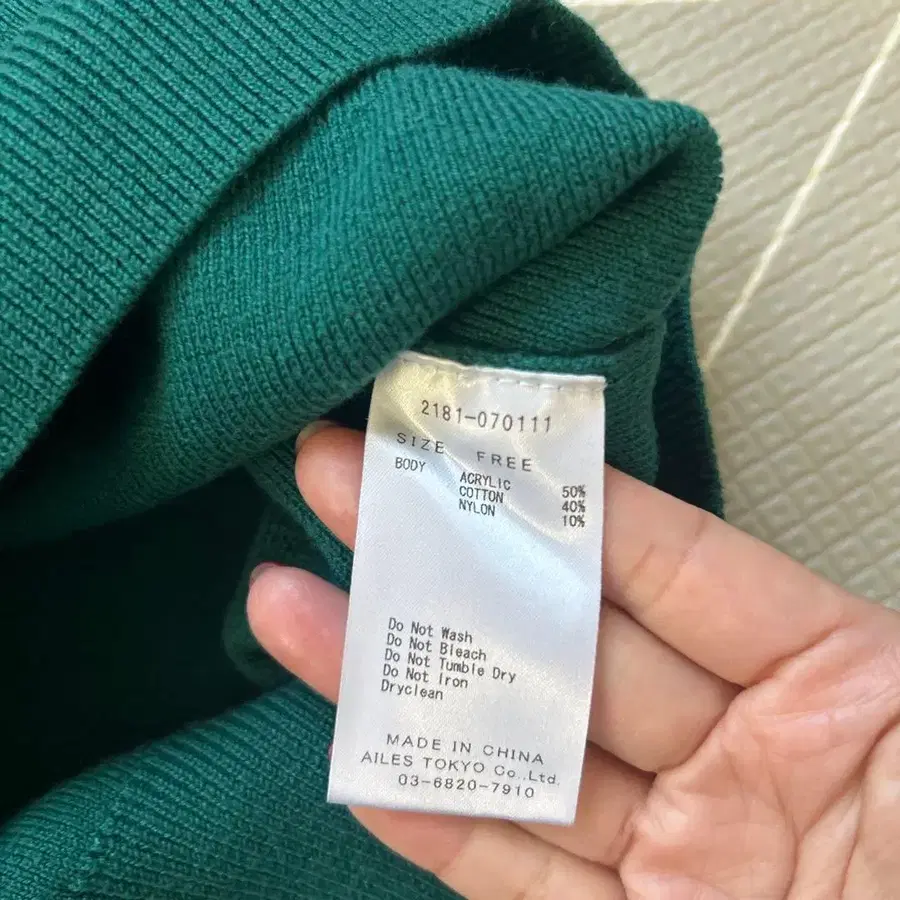 2181-070111
SIZE FREE
BODY ACRYLIC 50%
COTTON 40%
NYLON 10%
Do Not Wash
Do Not Bleach
Do Not Tumble Dry
Do Not Iron
Dryclean
MADE IN CHINA
AILES TOKYO Co.,Ltd.
03-6820-7910